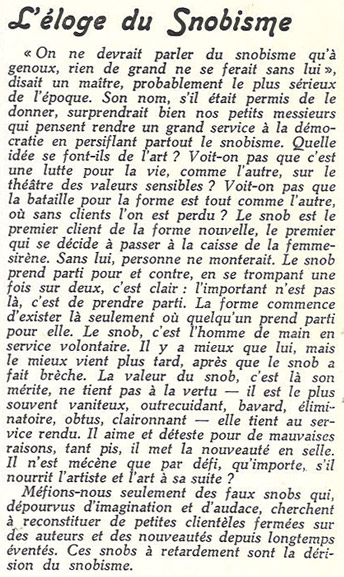 L'éloge du Snobisme
« On ne devrait parler du snobisme qu'à
genoux, rien de grand ne se ferait sans lui »,
disait un maître, probablement le plus sérieux
de l'époque. Son nom, s'il était permis de le
donner, surprendrait bien nos petits messieurs
qui pensent rendre un grand service à la démo-
cratie en persiflant partout le snobisme. Quelle
idée se font-ils de l'art ? Voit-on pas que c'est
une lutte pour la vie, comme l'autre, sur le
théâtre des valeurs sensibles ? Voit-on pas que
la bataille pour la forme est tout comme l'autre,
où sans clients l'on est perdu ? Le snob est le
premier client de la forme nouvelle, le premier
qui se décide à passer à la caisse de la femme-
sirène. Sans lui, personne ne monterait. Le snob
prend parti pour et contre, en se trompant une
fois sur deux, c'est clair : l'important n'est pas
là, c'est de prendre parti. La forme commence
d'exister là seulement où quelqu'un prend parti
pour elle. Le snob, c'est l'homme de main en
service volontaire. Il y a mieux que lui, mais
le mieux vient plus tard, après que le snob a
fait brèche. La valeur du snob, c'est là son
mérite, ne tient pas à la vertu — il est le plus
souvent vaniteux, outrecuidant, bavard, élimi-
natoire, obtus, claironnant — elle tient au ser-
vice rendu. Il aime et déteste pour de mauvaises
raisons, tant pis, il met la nouveauté en selle.
Il n'est mécène que par défi, qu'importe, s'il
nourrit l'artiste et l'art à sa suite ?
Méfions-nous seulement des faux snobs qui,
dépourvus d'imagination et d'audace, cherchent
à reconstituer de petites clientèles fermées sur
des auteurs et des nouveautés depuis longtemps
éventés. Ces snobs à retardement sont la déri-
sion du snobisme.